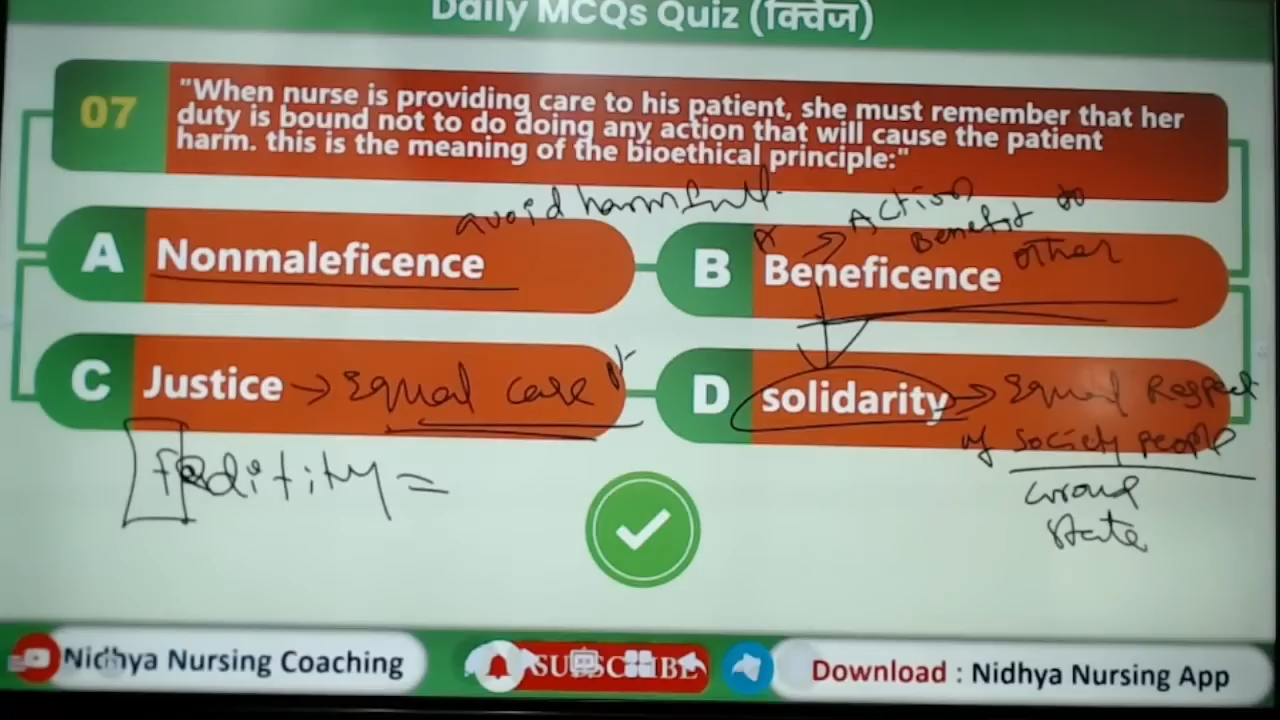 Daily MCQs Quiz (क्विज)
07
"When nurse is providing care to his patient, she must remember that her
duty is bound not to do doing any action that will cause the patient
harm. this is the meaning of the bioethical principle:"
avoid harmful.
Action
Benefit to
other
A Nonmaleficence
B Beneficence
C Justice → Equal care
D solidarity → Equal Respect
of society people
state
Nidhya Nursing Coaching
SUBSCRIBE
Download : Nidhya Nursing App